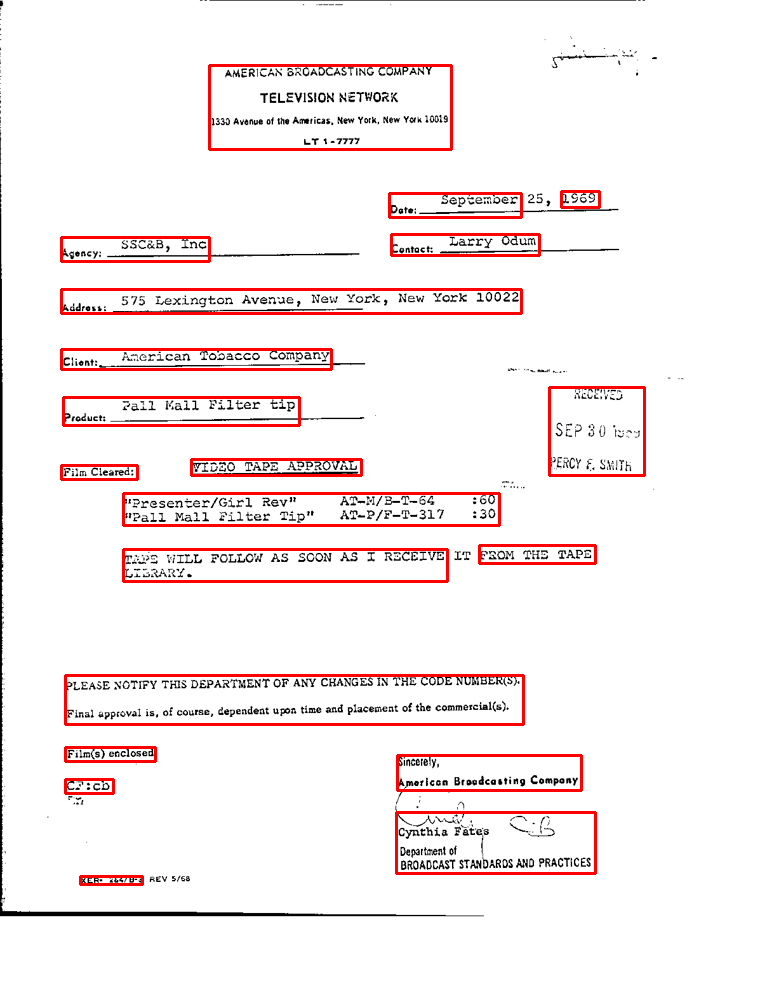 AMERICAN BROADCASTING COMPANY
TELEVISION NETWORK
1330 Avenue of the Americas, New York, New York 10019
LT 1-7777
Date: September 25, 1969
Agency: SSC&B, Inc
Contact: Larry Odum
Address: 575 Lexington Avenue, New York, New York 10022
Client: American Tobacco Company
Product: Pall Mall Filter tip
RECEIVED
SEP 30 1969
PERCY F. SMITH
Film Cleared: VIDEO TAPE APPROVAL
"Presenter/Girl Rev" AT-M/B-T-64 :60
"Pall Mall Filter Tip" AT-P/F-T-317 :30
TAPE WILL FOLLOW AS SOON AS I RECEIVE IT FROM THE TAPE
LIBRARY.
PLEASE NOTIFY THIS DEPARTMENT OF ANY CHANGES IN THE CODE NUMBER(S).
Final approval is, of course, dependent upon time and placement of the commercial(s).
Film(s) enclosed
CF:cb
Sincerely,
American Broadcasting Company
Cynthia Fates
Department of
BROADCAST STANDARDS AND PRACTICES
REV 5/68